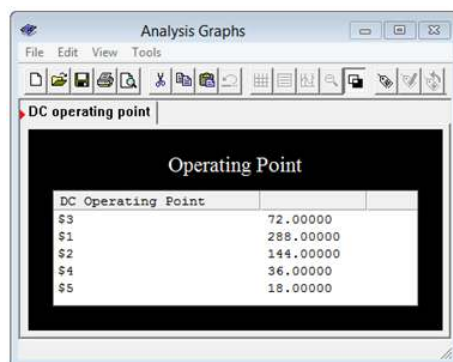 Analysis Graphs
File Edit View Tools
DC operating point
Operating Point
DC Operating Point
$3 72.00000
$1 288.00000
$2 144.00000
$4 36.00000
$5 18.00000